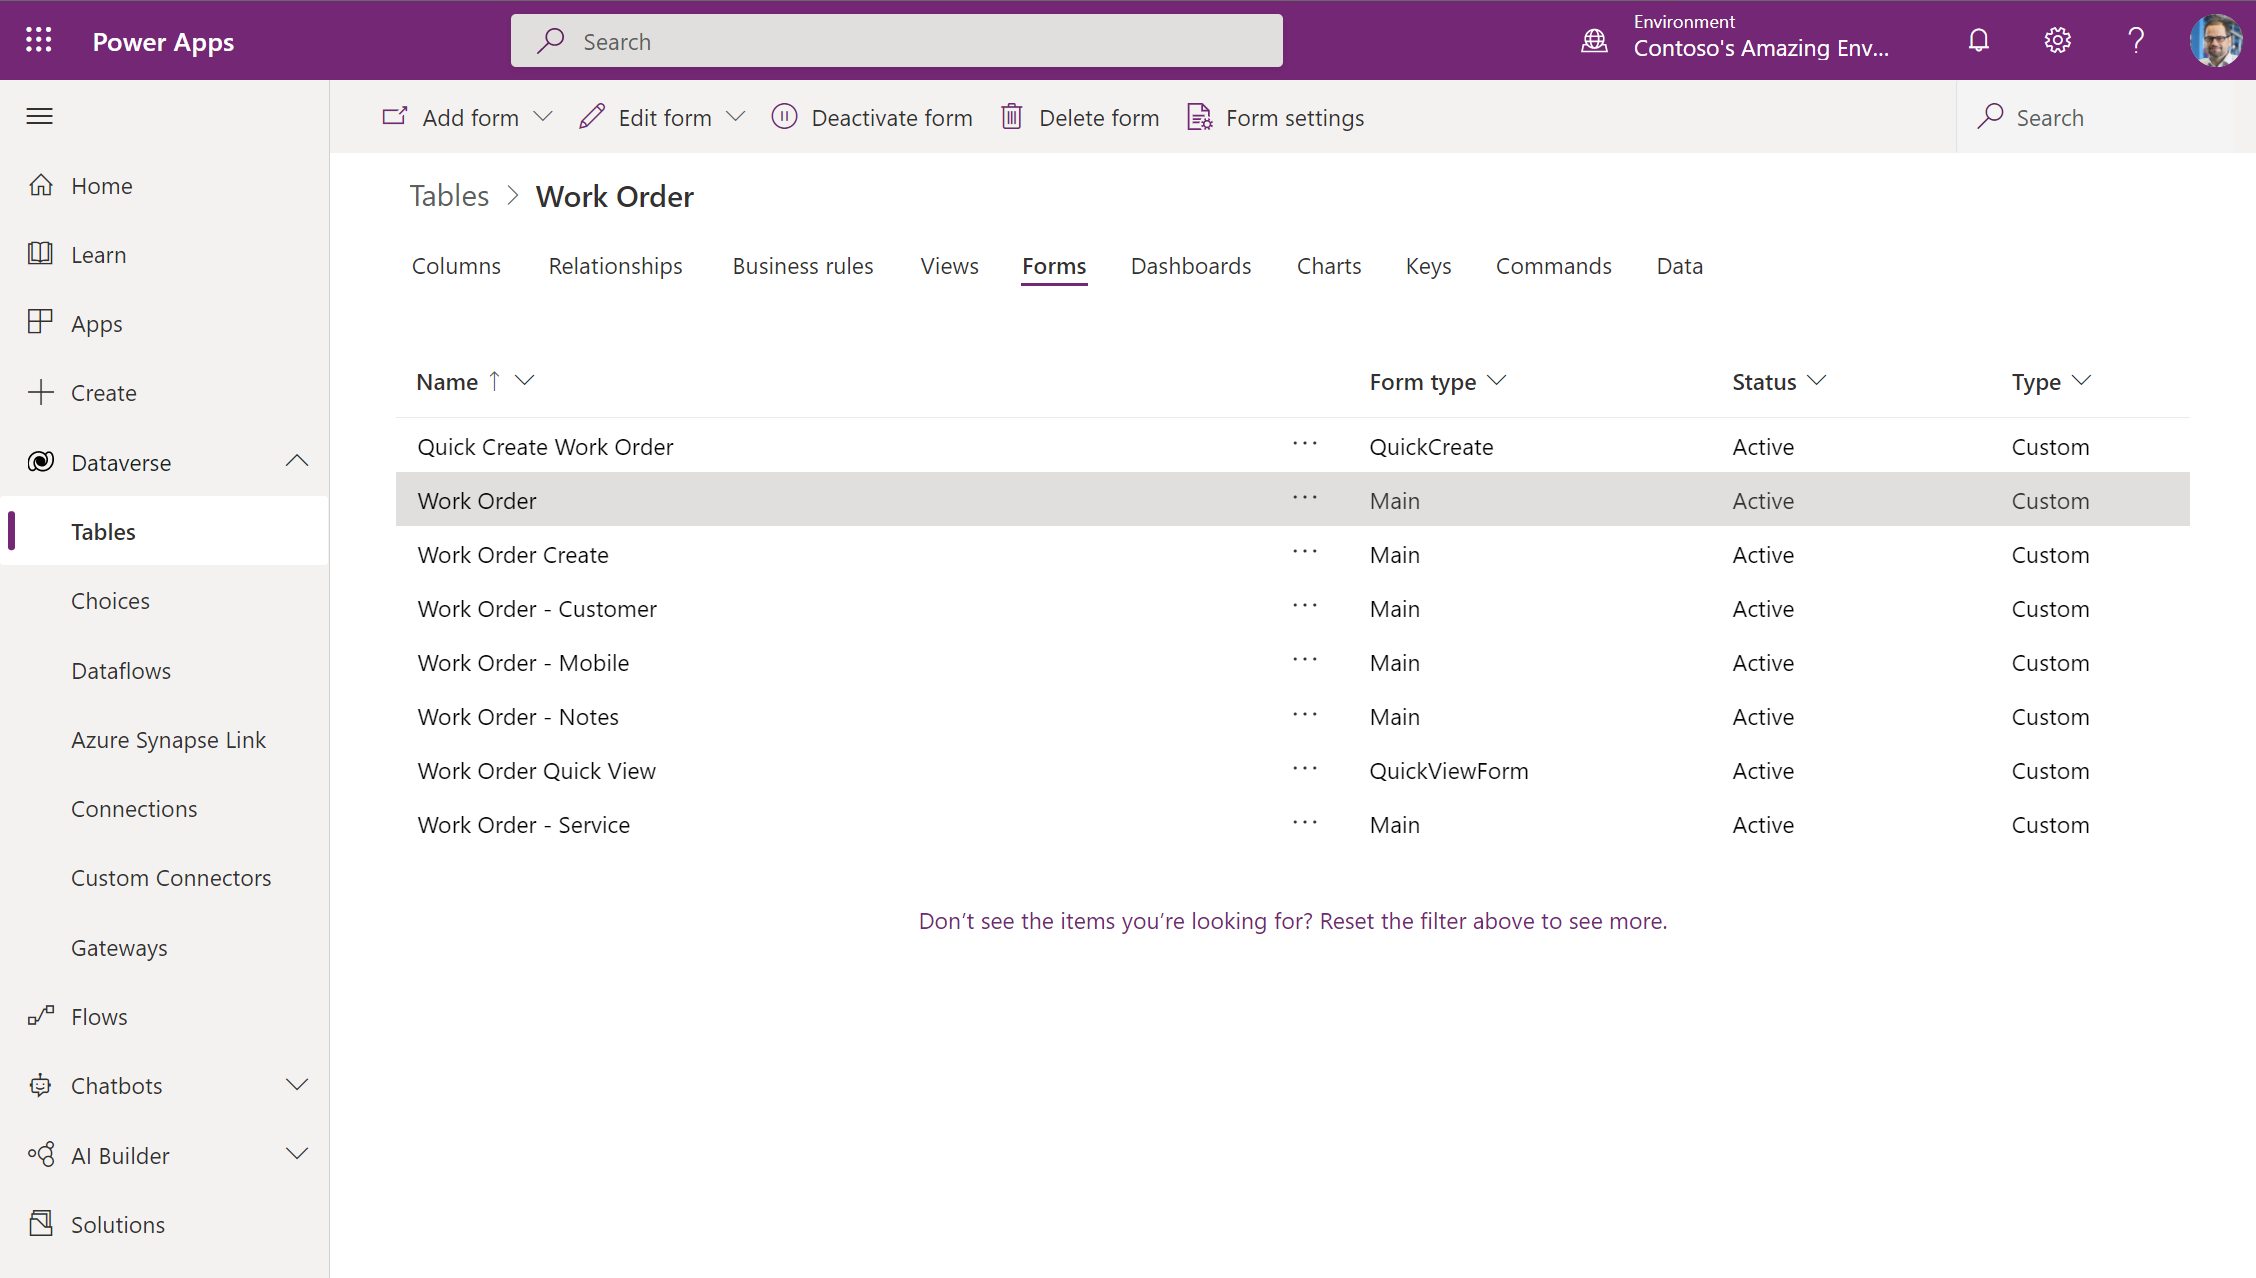 Power Apps
Search
Environment
Contoso's Amazing Env...
Add form
Edit form
Deactivate form
Delete form
Form settings
Search
Home
Learn
Apps
Create
Dataverse
Tables
Choices
Dataflows
Azure Synapse Link
Connections
Custom Connectors
Gateways
Flows
Chatbots
AI Builder
Solutions
Tables > Work Order
Columns Relationships Business rules Views Forms Dashboards Charts Keys Commands Data
Name ↑ Form type Status Type
Quick Create Work Order ... QuickCreate Active Custom
Work Order ... Main Active Custom
Work Order Create ... Main Active Custom
Work Order - Customer ... Main Active Custom
Work Order - Mobile ... Main Active Custom
Work Order - Notes ... Main Active Custom
Work Order Quick View ... QuickViewForm Active Custom
Work Order - Service ... Main Active Custom
Don’t see the items you’re looking for? Reset the filter above to see more.